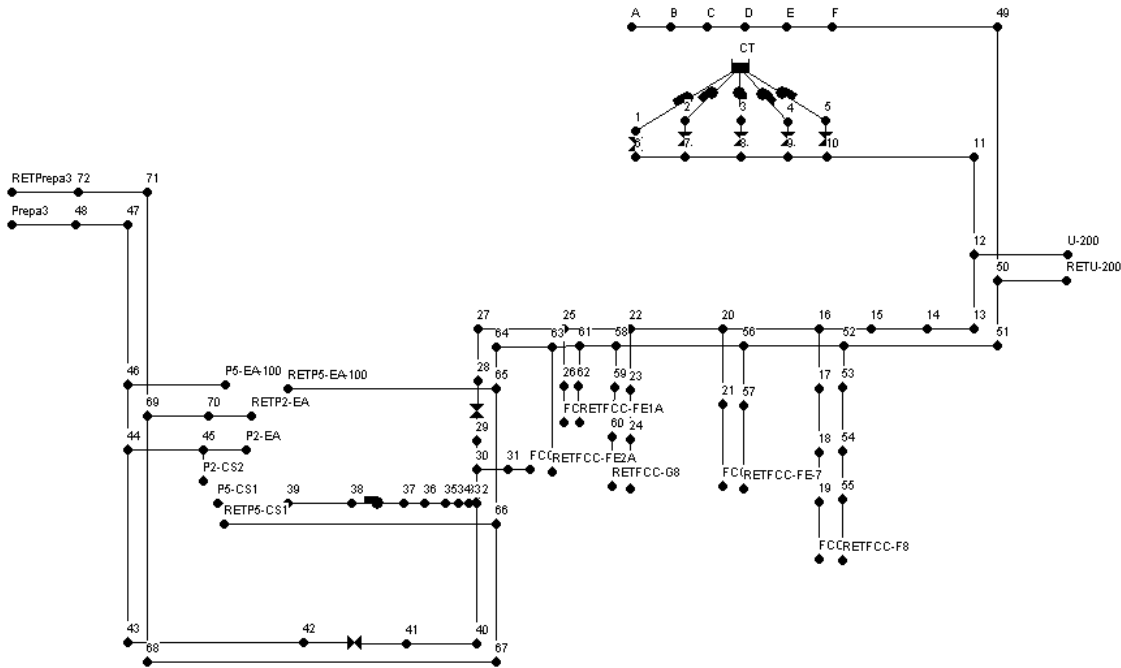 A B C D E F 49
CT
1 2 3 4 5
6 7 8 9 10 11
RETPrepa3 72 71
Prepa3 48 47
12 U-200
50 RETU-200
27 25 22 20 16 15 14 13
64 63 61 58 56 52 51
28
46 P5-EA-100 RETP5-EA-100 65
26 62 59 23 17 53
69 70 RETP2-EA
FC RETFCC-FE1A 21 57
29 60 24
44 45 P2-EA
18 54
30 31 FCC RETFCC-FE2A
P2-CS2
RETFCC-G8 FCC RETFCC-FE-7
P5-CS1 39 38 37 36 35 34 32
19 55
RETP5-CS1 66
FCC RETFCC-F8
43 42 41 40
68 67